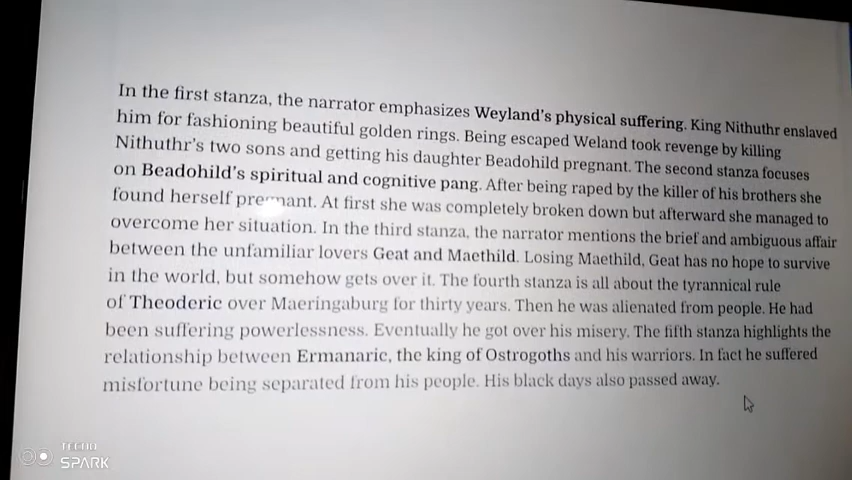 In the first stanza, the narrator emphasizes Weyland's physical suffering. King Nithuthr enslaved
him for fashioning beautiful golden rings. Being escaped Weland took revenge by killing
Nithuthr's two sons and getting his daughter Beadohild pregnant. The second stanza focuses
on Beadohild's spiritual and cognitive pang. After being raped by the killer of his brothers she
found herself pregnant. At first she was completely broken down but afterward she managed to
overcome her situation. In the third stanza, the narrator mentions the brief and ambiguous affair
between the unfamiliar lovers Geat and Maethild. Losing Maethild, Geat has no hope to survive
in the world, but somehow gets over it. The fourth stanza is all about the tyrannical rule
of Theoderic over Maeringaburg for thirty years. Then he was alienated from people. He had
been suffering powerlessness. Eventually he got over his misery. The fifth stanza highlights the
relationship between Ermanaric, the king of Ostrogoths and his warriors. In fact he suffered
misfortune being separated from his people. His black days also passed away.
TECNO
SPARK